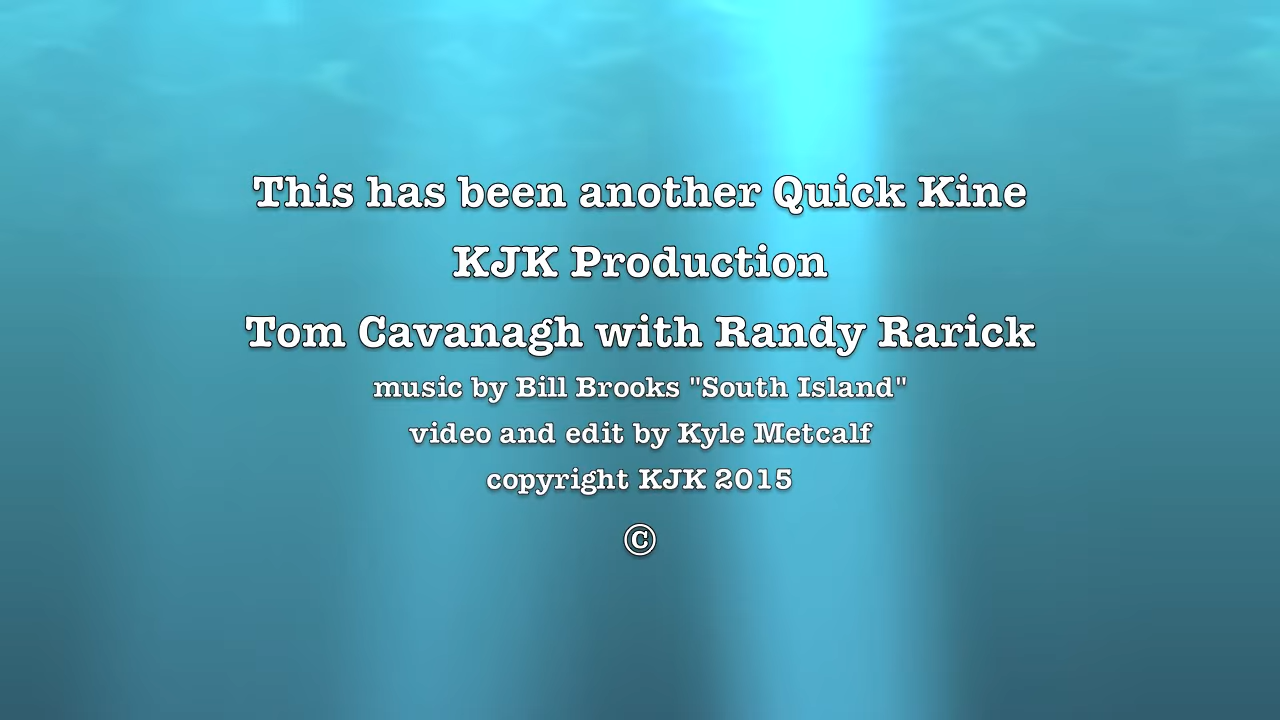 This has been another Quick Kine
KJK Production
Tom Cavanagh with Randy Rarick
music by Bill Brooks "South Island"
video and edit by Kyle Metcalf
copyright KJK 2015
©